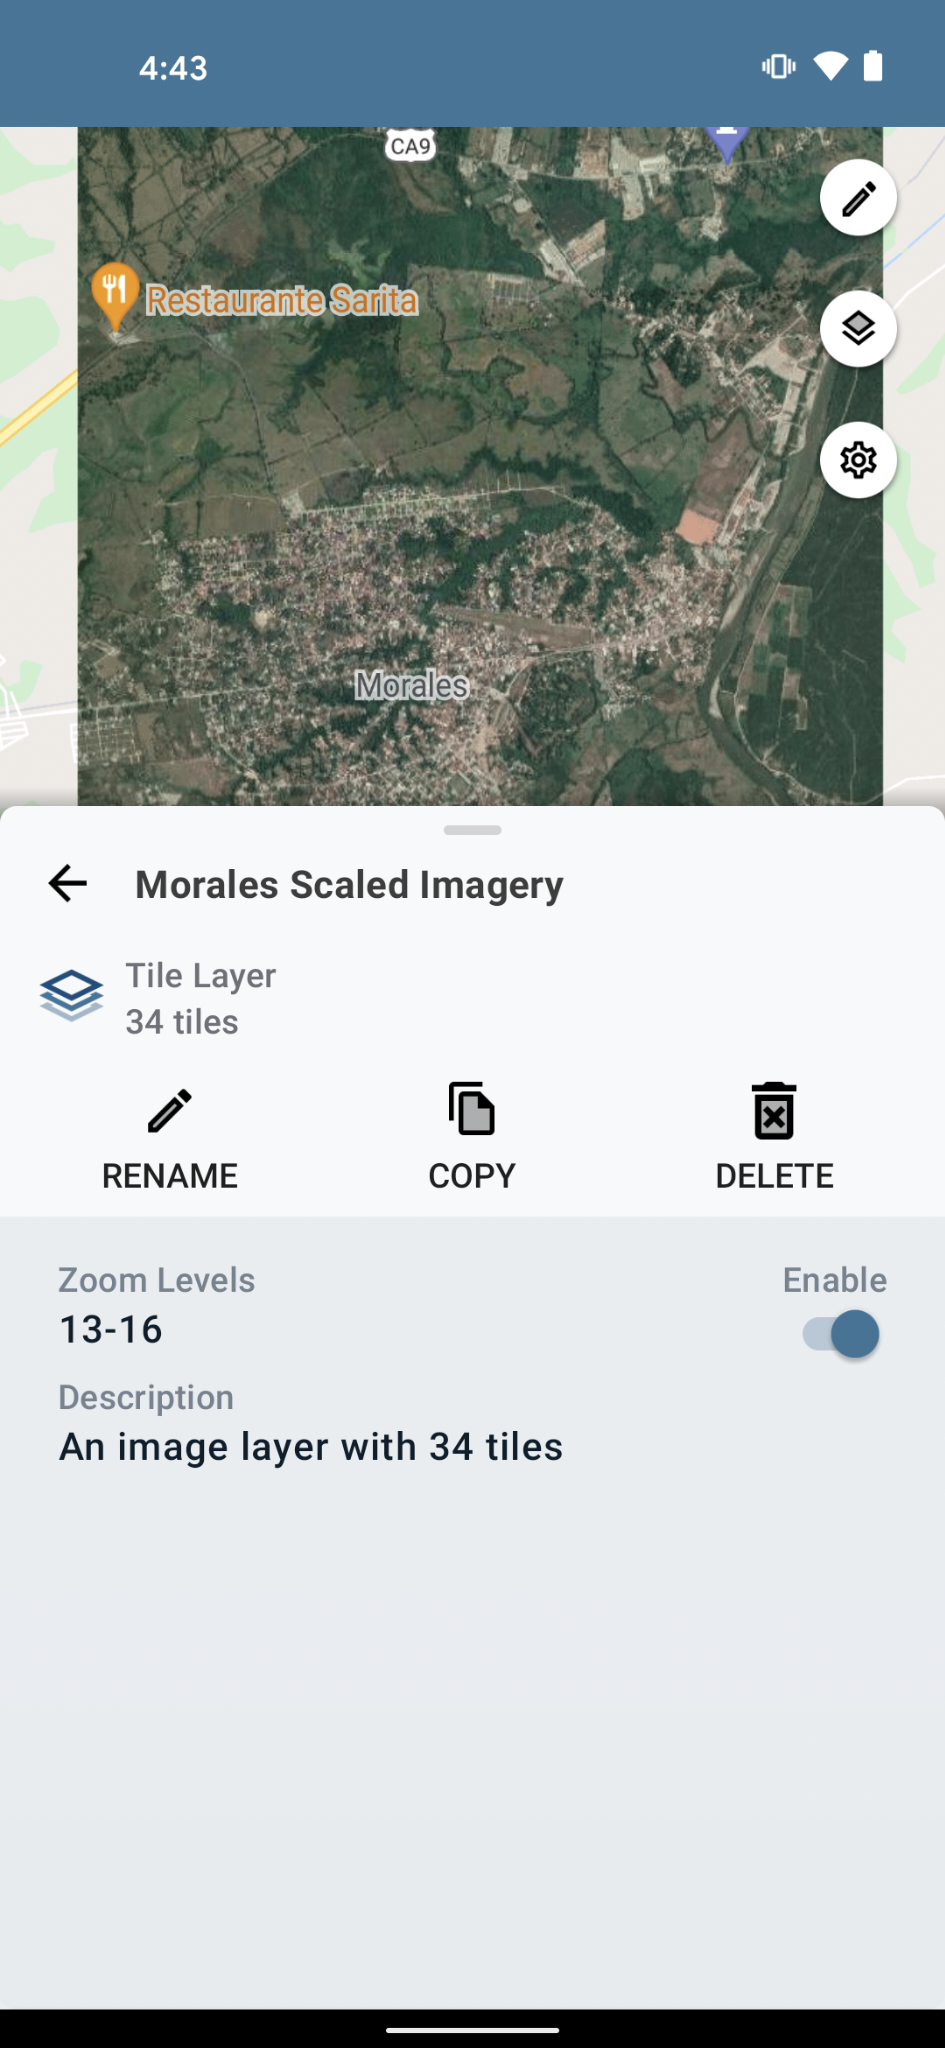 4:43
CA9
Restaurante Sarita
Morales
Morales Scaled Imagery
Tile Layer
34 tiles
RENAME
COPY
DELETE
Zoom Levels
Enable
13-16
Description
An image layer with 34 tiles